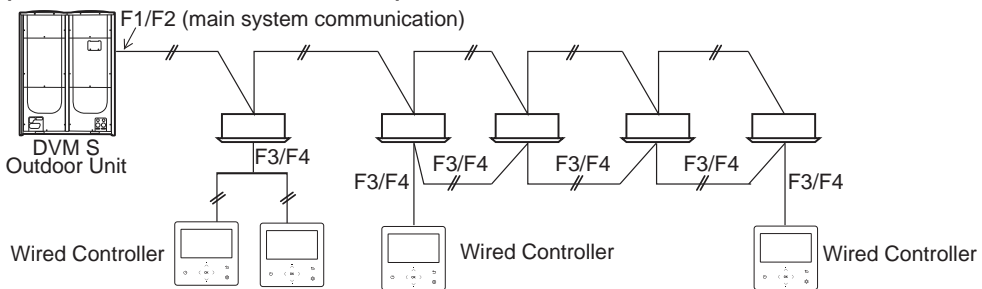 F1/F2 (main system communication)
DVM S
Outdoor Unit
F3/F4
F3/F4
F3/F4
F3/F4
F3/F4
F3/F4
Wired Controller
Wired Controller
Wired Controller